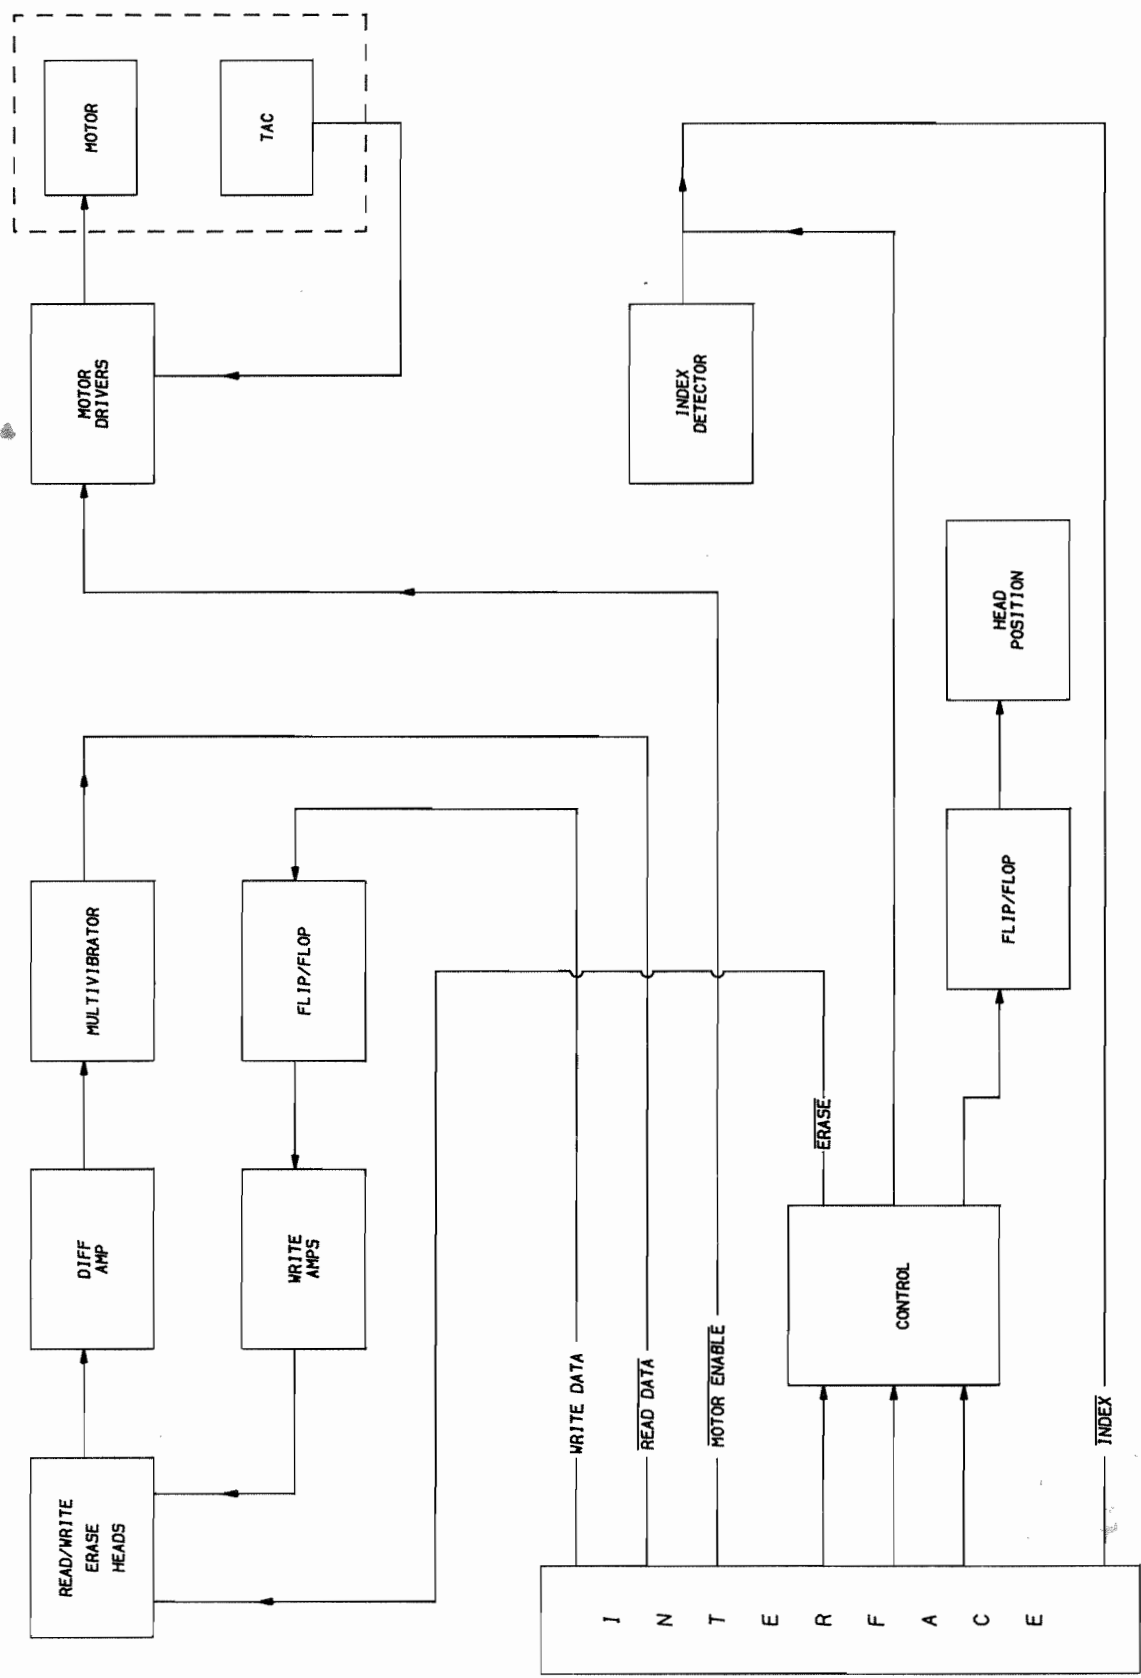 READ/WRITE
ERASE
HEADS
DIFF
AMP
MULTIVIBRATOR
MOTOR
DRIVERS
MOTOR
WRITE
AMPS
FLIP/FLOP
TAC
WRITE DATA
READ DATA
MOTOR ENABLE
INTERFACE
ERASE
CONTROL
INDEX
DETECTOR
FLIP/FLOP
HEAD
POSITION
INDEX